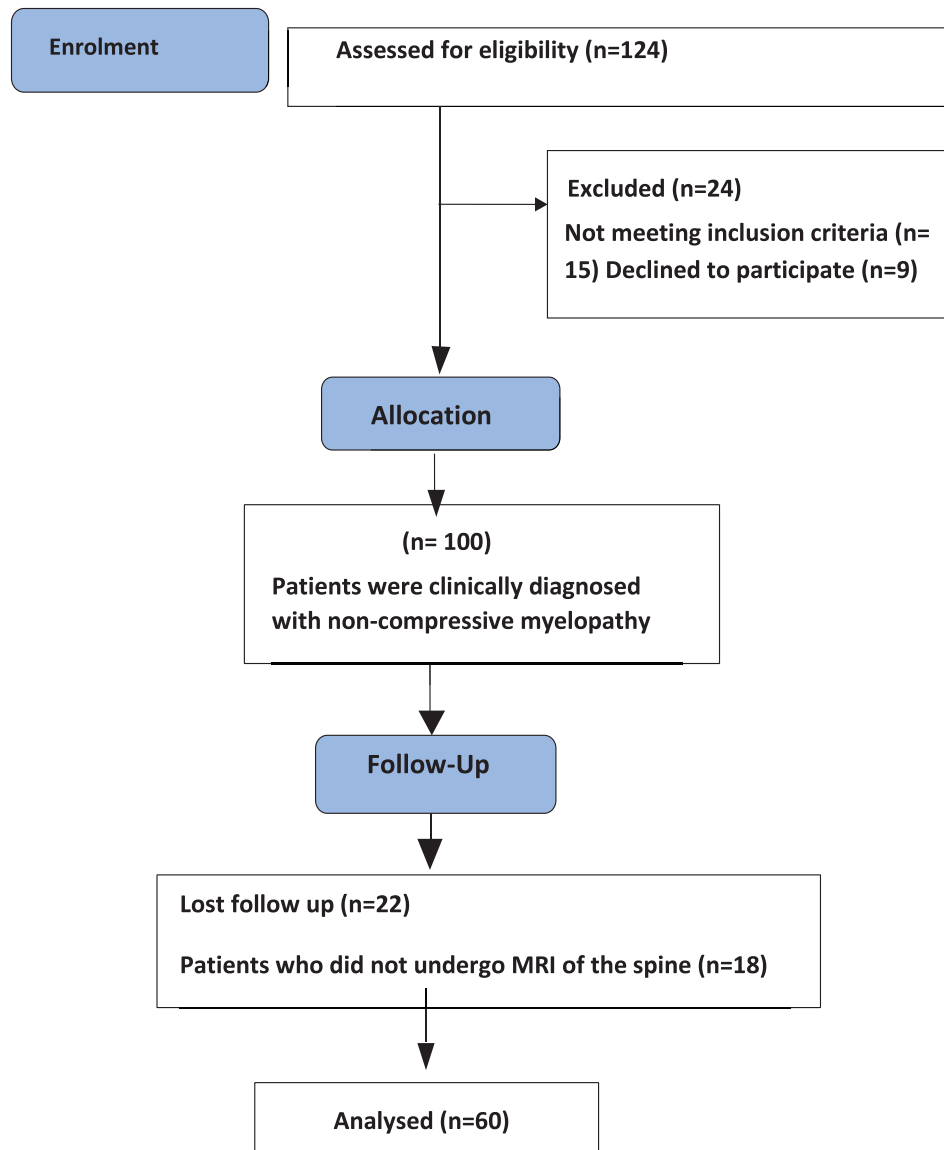 Enrolment
Assessed for eligibility (n=124)
Excluded (n=24)
Not meeting inclusion criteria (n=
15) Declined to participate (n=9)
Allocation
(n= 100)
Patients were clinically diagnosed
with non-compressive myelopathy
Follow-Up
Lost follow up (n=22)
Patients who did not undergo MRI of the spine (n=18)
Analysed (n=60)